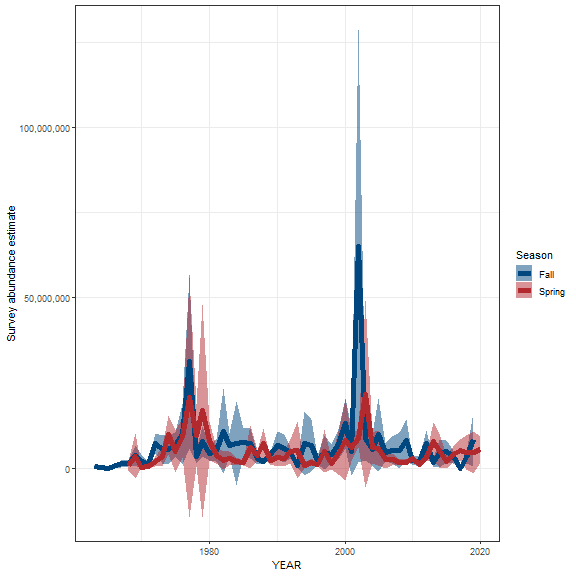 Survey abundance estimate
100,000,000
50,000,000
0
1980
2000
2020
YEAR
Season
Fall
Spring